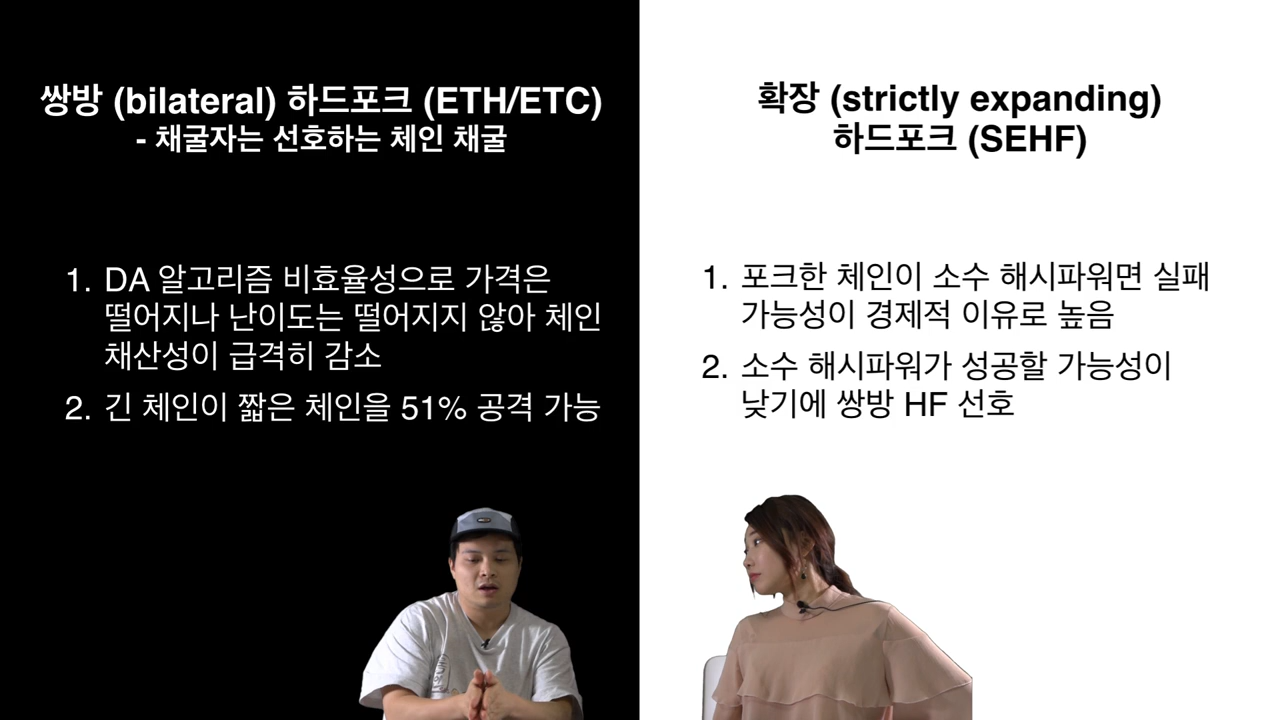 쌍방 (bilateral) 하드포크 (ETH/ETC)
- 채굴자는 선호하는 체인 채굴
1. DA 알고리즘 비효율성으로 가격은
떨어지나 난이도는 떨어지지 않아 체인
채산성이 급격히 감소
2. 긴 체인이 짧은 체인을 51% 공격 가능
확장 (strictly expanding)
하드포크 (SEHF)
1. 포크한 체인이 소수 해시파워면 실패
가능성이 경제적 이유로 높음
2. 소수 해시파워가 성공할 가능성이
낮기에 쌍방 HF 선호